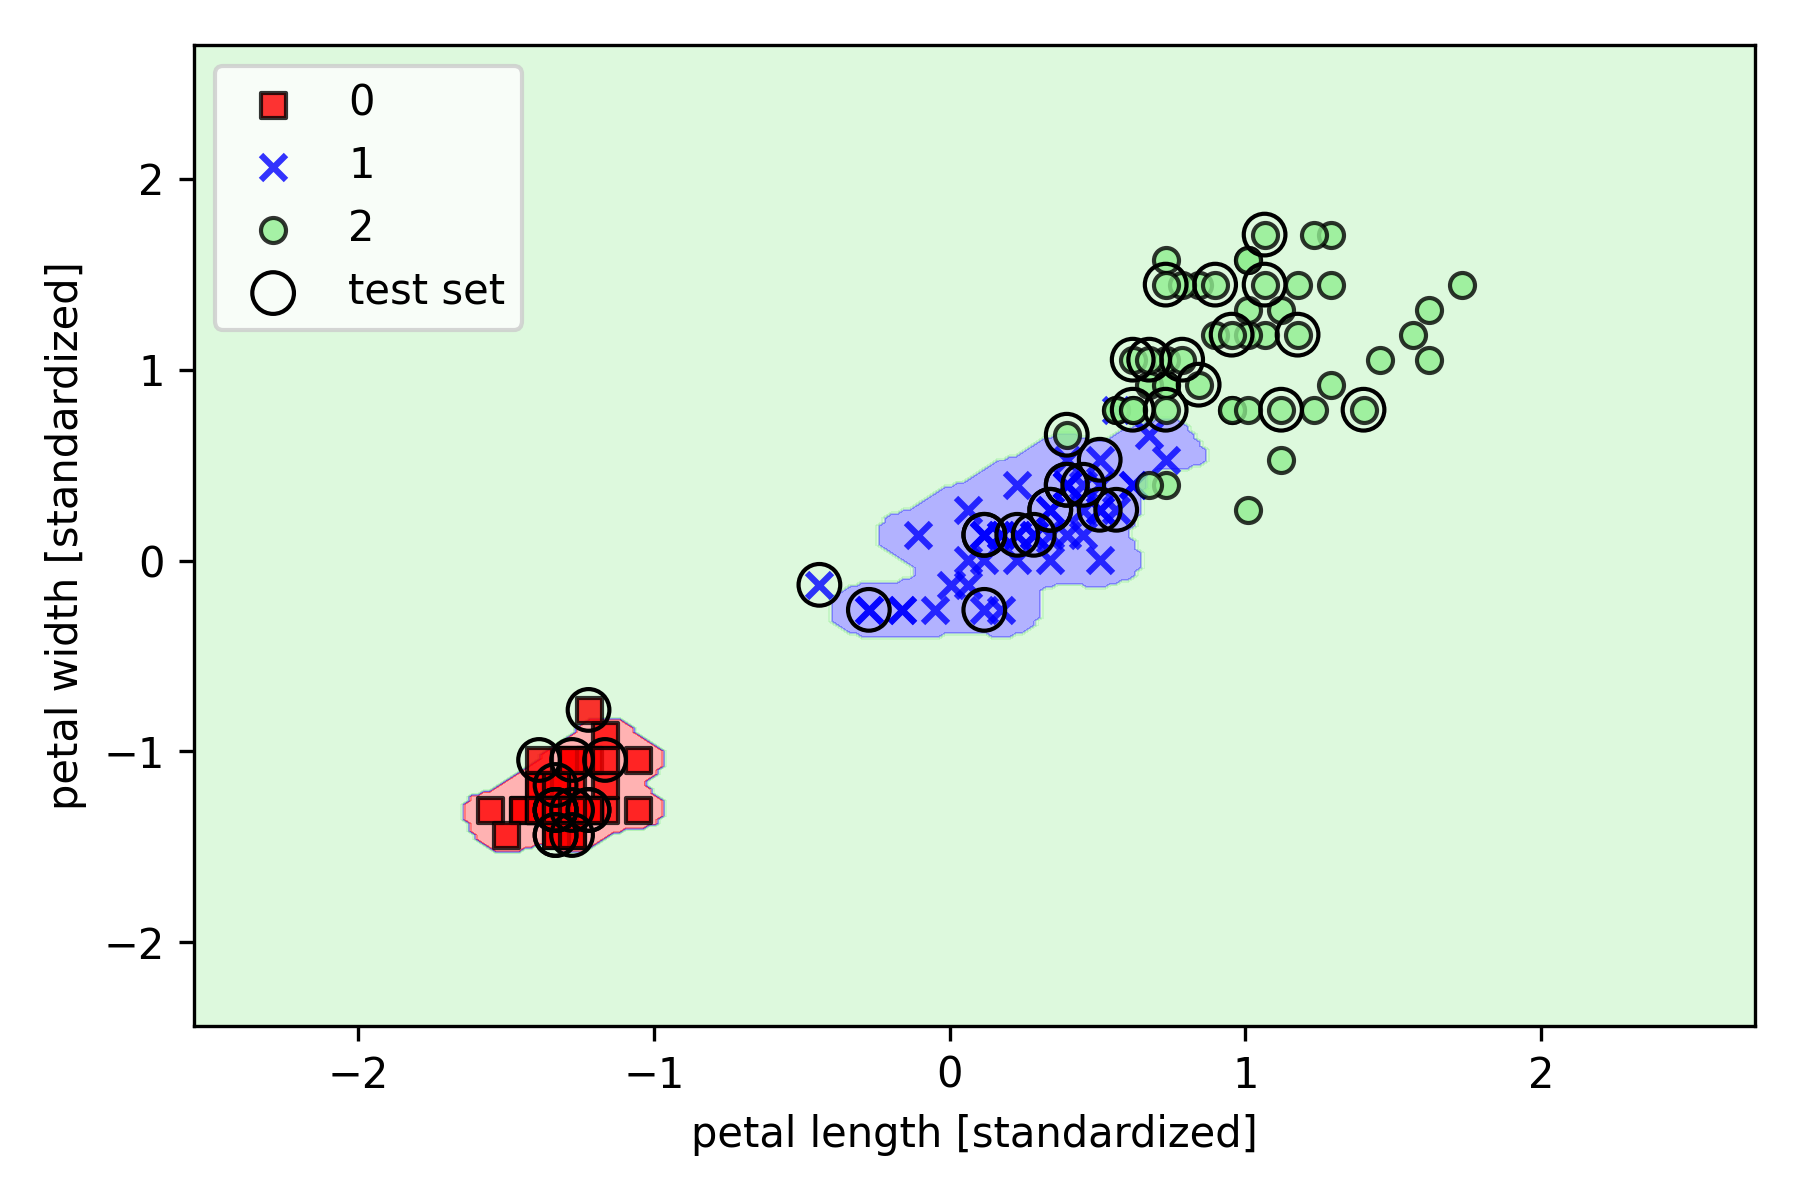 0
1
2
test set
2
1
0
−1
−2
petal width [standardized]
−2 −1 0 1 2
petal length [standardized]